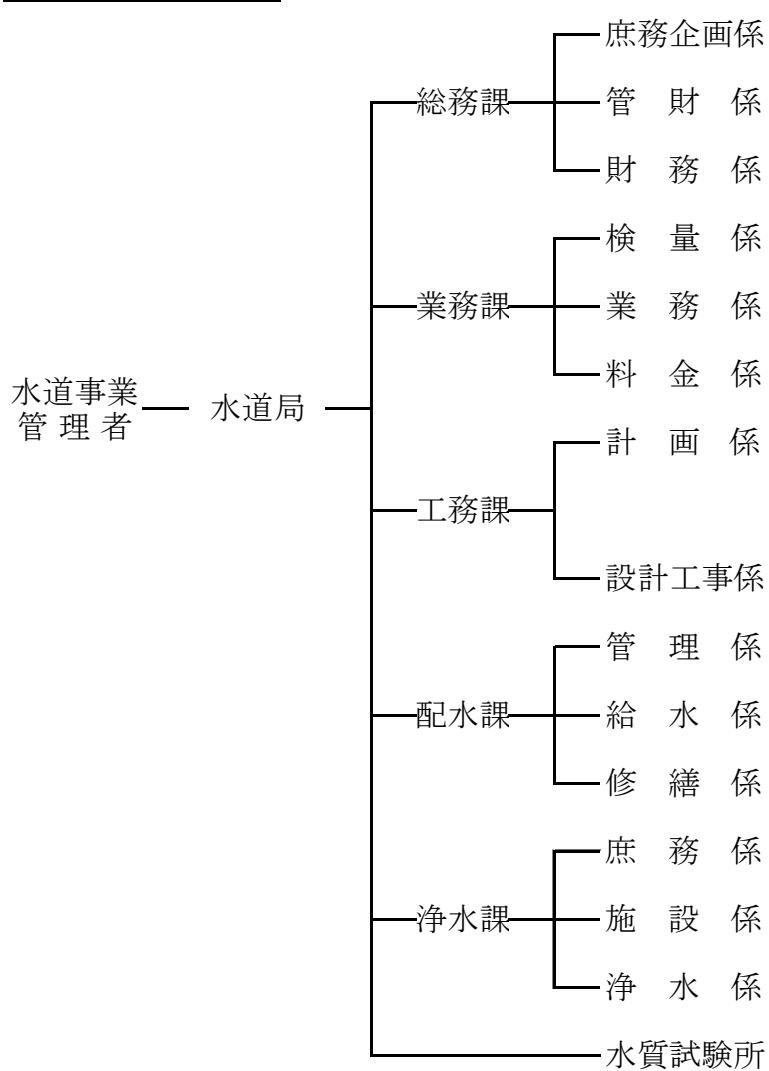 水道事業
管理者
水道局
総務課
庶務企画係
管財係
財務係
業務課
検量係
業務係
料金係
工務課
計画係
設計工事係
配水課
管理係
給水係
修繕係
浄水課
庶務係
施設係
浄水係
水質試験所